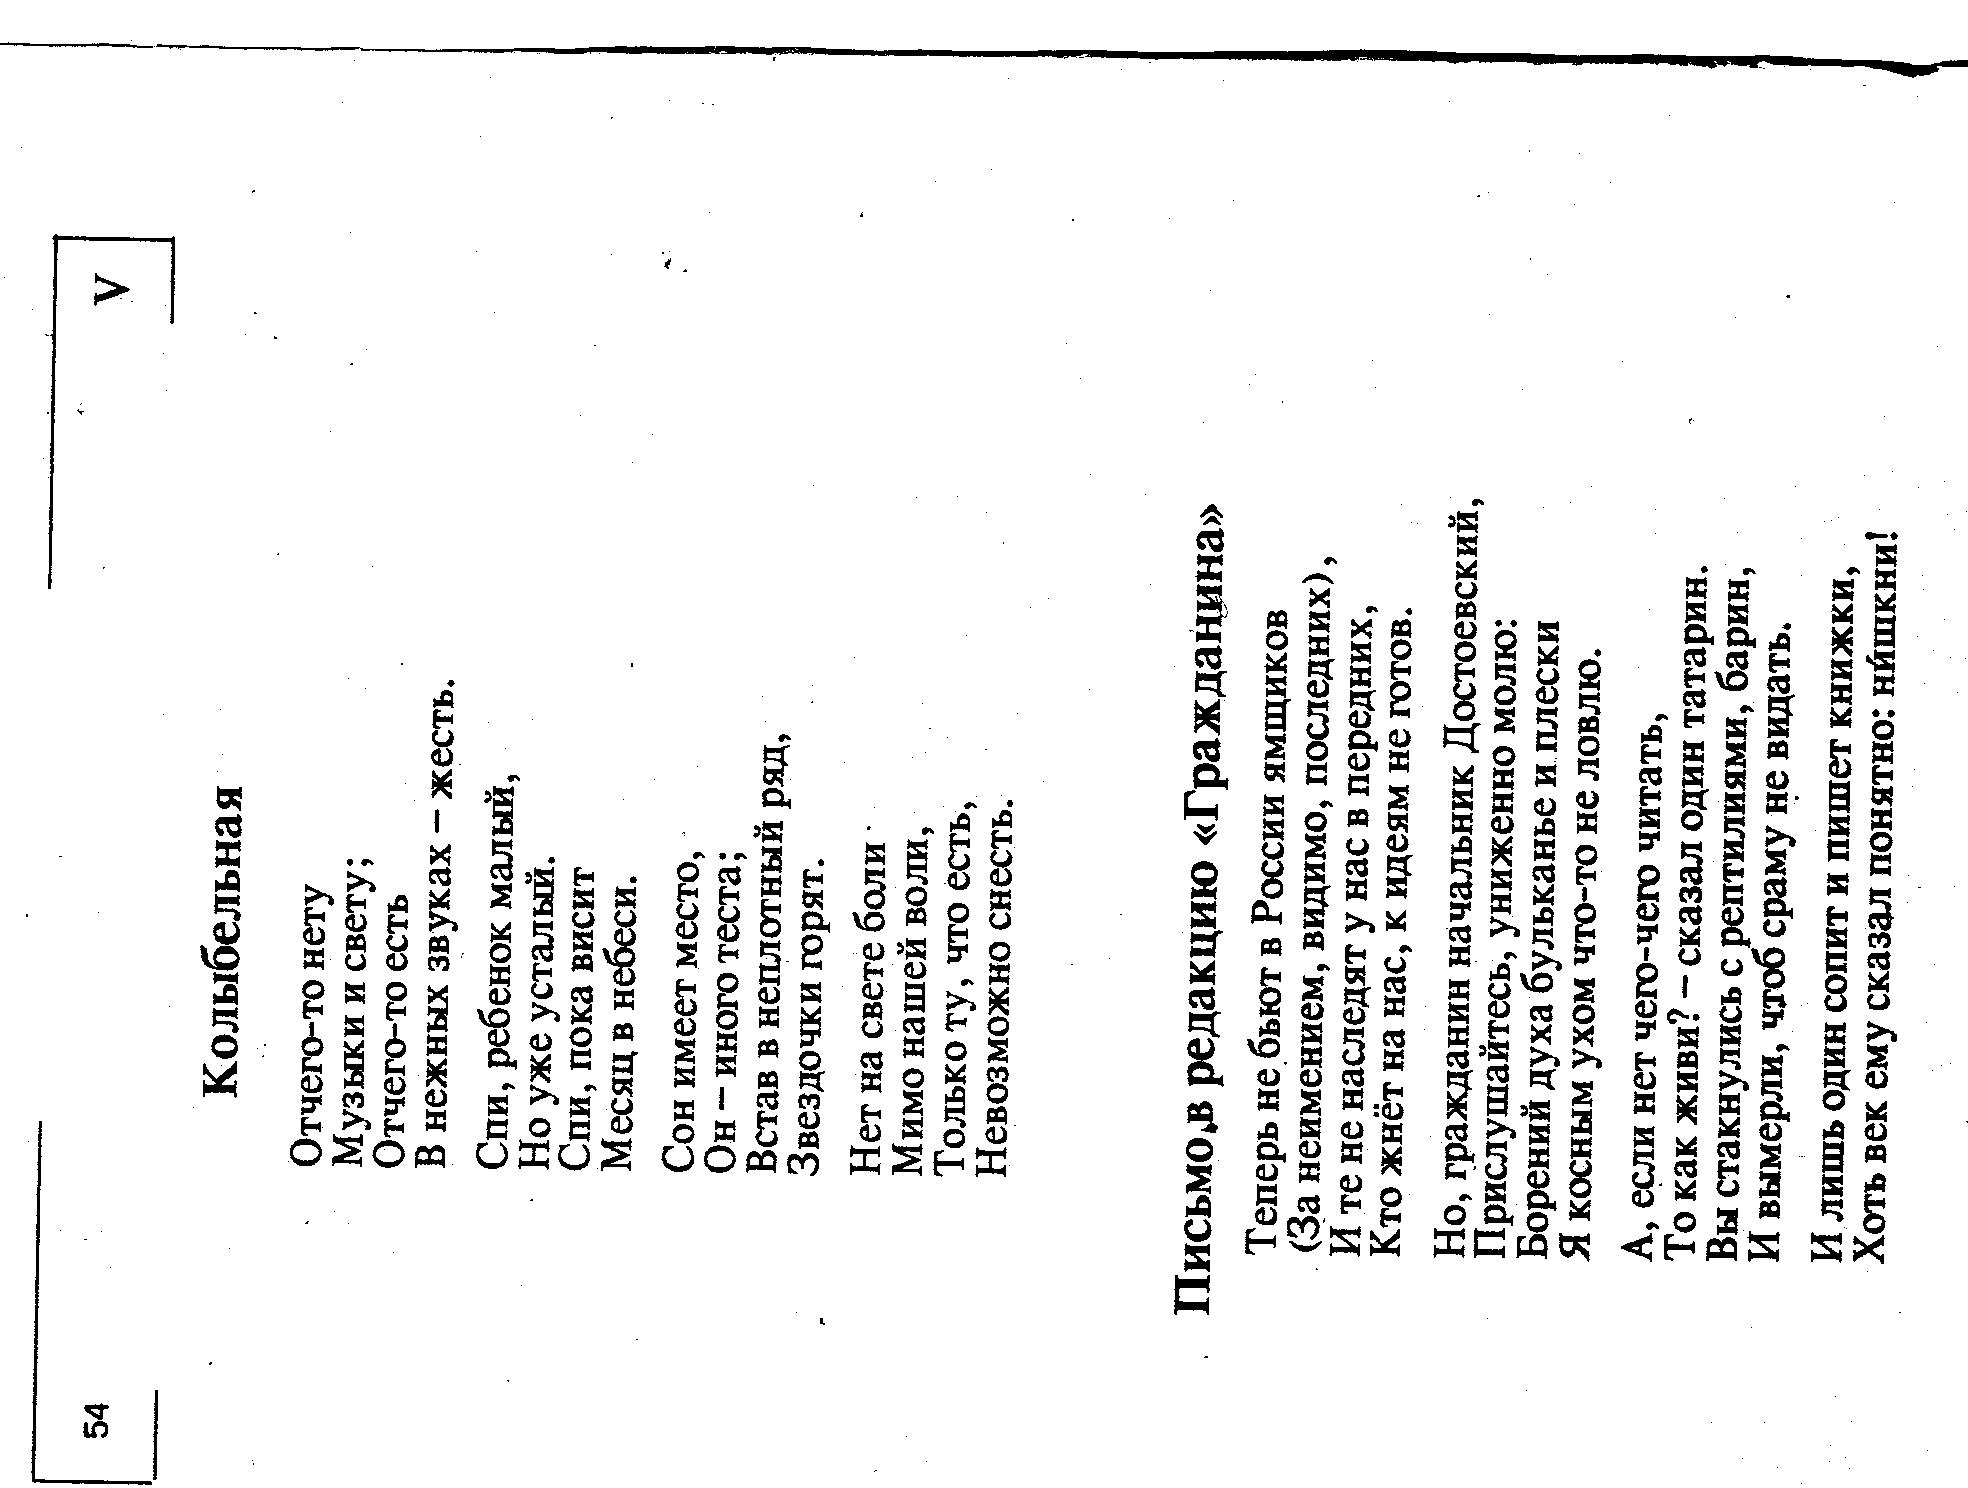 54
V
Колыбельная
Отчего-то нету
Музыки и свету;
Отчего-то есть
В нежных звуках – жесть.
Спи, ребенок малый,
Но уже усталый.
Спи, пока висит
Месяц в небеси.
Сон имеет место,
Он – иного теста;
Встав в неплотный ряд,
Звездочки горят.
Нет на свете боли
Мимо нашей воли,
Только ту, что есть,
Невозможно снесть.
Письмо в редакцию «Гражданина»
Теперь не бьют в России ямщиков
(За неимением, видимо, последних),
И те не наследят у нас в передних,
Кто жнёт на нас, к идеям не готов.
Но, гражданин начальник Достоевский,
Прислушайтесь, униженно молю:
Борений духа бульканье и плески
Я косным ухом что-то не ловлю.
А, если нет чего-чего читать,
То как живи? – сказал один татарин.
Вы стакнулись с рептилиями, барин,
И вымерли, чтоб сраму не видать.
И лишь один сопит и пишет книжки,
Хоть век ему сказал понятно: ни́шкни!